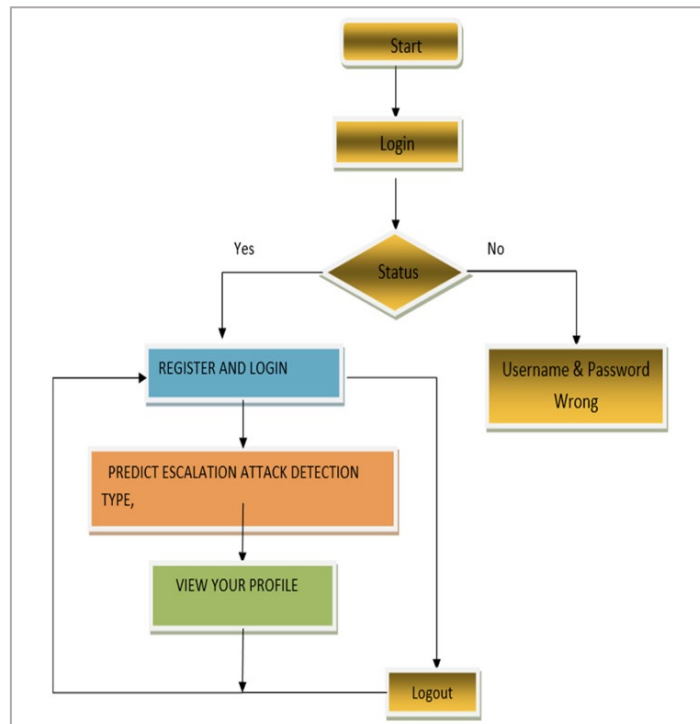 Start
Login
Yes
No
Status
REGISTER AND LOGIN
Username & Password
Wrong
PREDICT ESCALATION ATTACK DETECTION
TYPE,
VIEW YOUR PROFILE
Logout